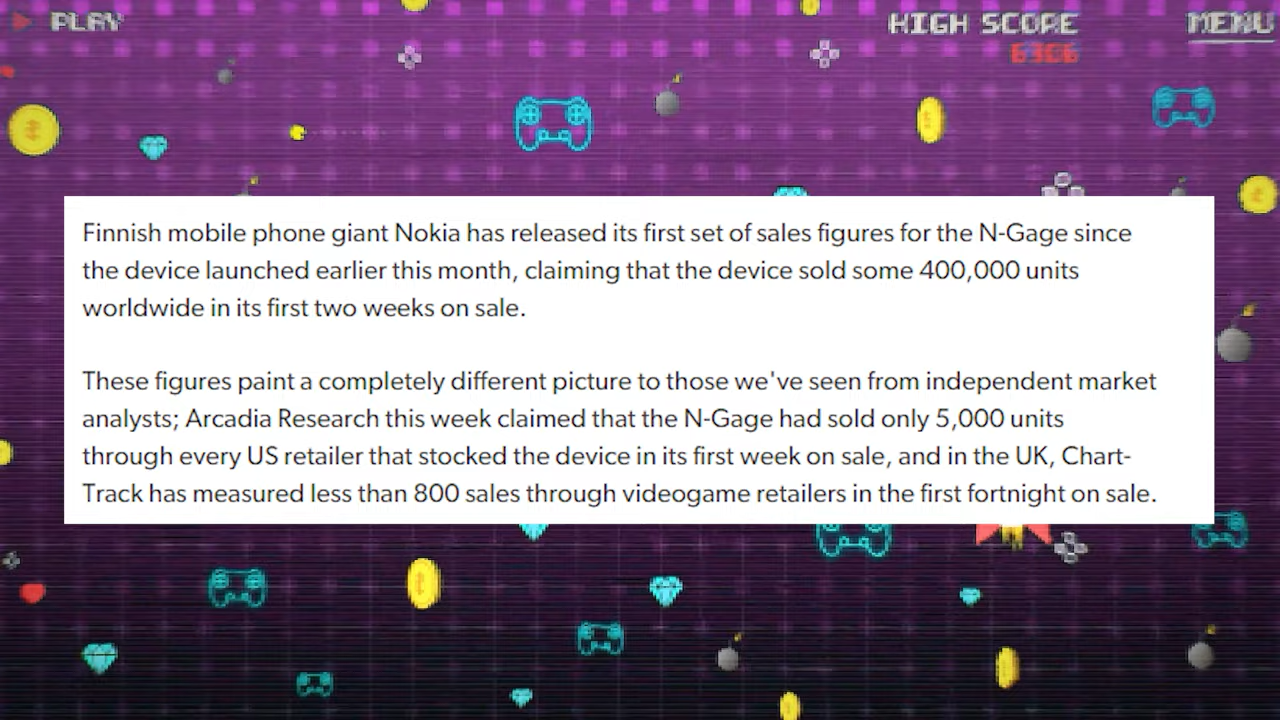 PLAY
HIGH SCORE
MENU
6306
Finnish mobile phone giant Nokia has released its first set of sales figures for the N-Gage since
the device launched earlier this month, claiming that the device sold some 400,000 units
worldwide in its first two weeks on sale.
These figures paint a completely different picture to those we've seen from independent market
analysts; Arcadia Research this week claimed that the N-Gage had sold only 5,000 units
through every US retailer that stocked the device in its first week on sale, and in the UK, Chart-
Track has measured less than 800 sales through videogame retailers in the first fortnight on sale.